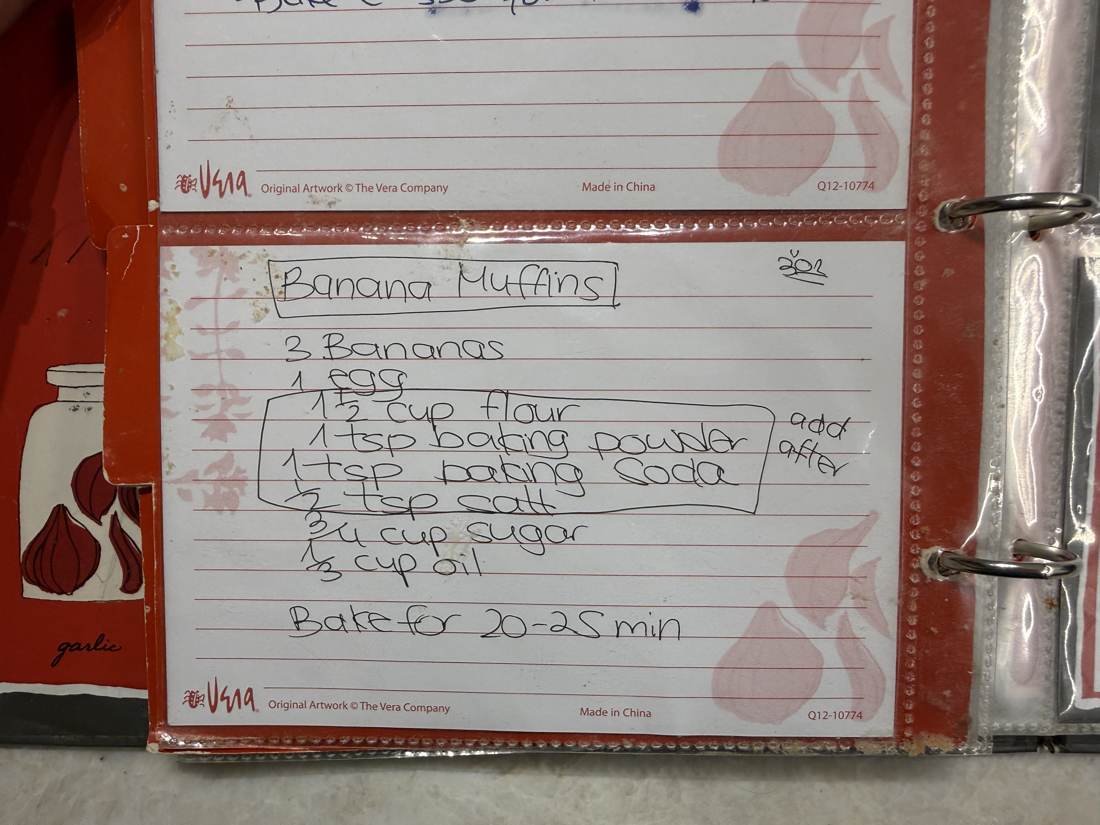 Vera
Original Artwork © The Vera Company
Made in China
Q12-10774
Banana Muffins
3 Bananas
1 egg
1 1/2 cup flour
1 tsp baking powder
add after
1 tsp baking soda
1/2 tsp salt
3/4 cup sugar
1/3 cup oil
Bake for 20-25 min
Vera
Original Artwork © The Vera Company
Made in China
Q12-10774
garlic